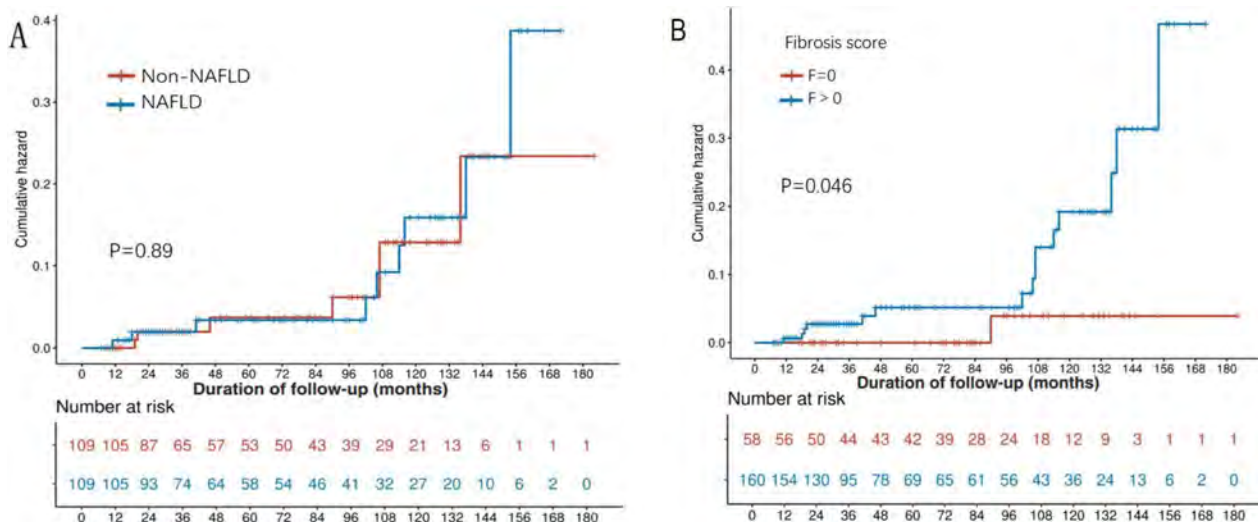 A
0.4
0.3
0.2
0.1
0.0
Cumulative hazard
Non-NAFLD
NAFLD
P=0.89
0 12 24 36 48 60 72 84 96 108 120 132 144 156 168 180
Duration of follow-up (months)
Number at risk
109 105 87 65 57 53 50 43 39 29 21 13 6 1 1 1
109 105 93 74 64 58 54 46 41 32 27 20 10 6 2 0
0 12 24 36 48 60 72 84 96 108 120 132 144 156 168 180
B
0.4
0.3
0.2
0.1
0.0
Cumulative hazard
Fibrosis score
F=0
F>0
P=0.046
0 12 24 36 48 60 72 84 96 108 120 132 144 156 168 180
Duration of follow-up (months)
Number at risk
58 56 50 44 43 42 39 28 24 18 12 9 3 1 1 1
160 154 130 95 78 69 65 61 56 43 36 24 13 6 2 0
0 12 24 36 48 60 72 84 96 108 120 132 144 156 168 180